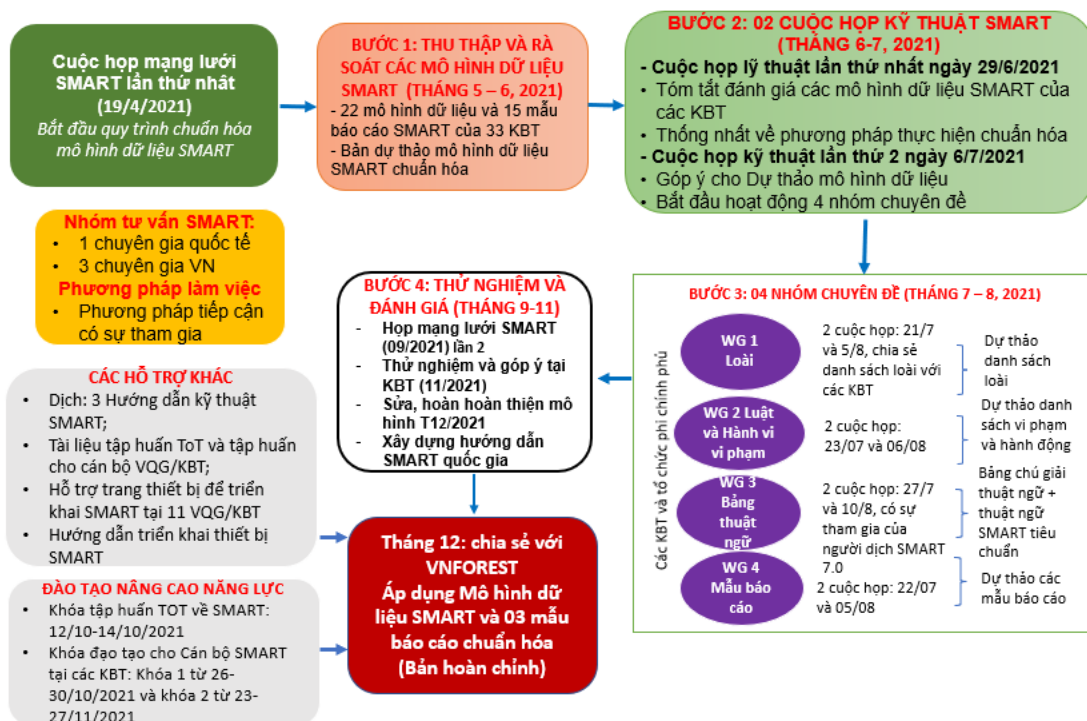 Cuộc họp mạng lưới
SMART lần thứ nhất
(19/4/2021)
Bắt đầu quy trình chuẩn hóa
mô hình dữ liệu SMART
BƯỚC 1: THU THẬP VÀ RÀ
SOÁT CÁC MÔ HÌNH DỮ LIỆU
SMART (THÁNG 5 – 6, 2021)
- 22 mô hình dữ liệu và 15 mẫu
báo cáo SMART của 33 KBT
- Bản dự thảo mô hình dữ liệu
SMART chuẩn hóa
BƯỚC 2: 02 CUỘC HỌP KỸ THUẬT SMART
(THÁNG 6-7, 2021)
- Cuộc họp lỹ thuật lần thứ nhất ngày 29/6/2021
• Tóm tắt đánh giá các mô hình dữ liệu SMART của
các KBT
• Thống nhất về phương pháp thực hiện chuẩn hóa
- Cuộc họp kỹ thuật lần thứ 2 ngày 6/7/2021
• Góp ý cho Dự thảo mô hình dữ liệu
• Bắt đầu hoạt động 4 nhóm chuyên đề
Nhóm tư vấn SMART:
• 1 chuyên gia quốc tế
• 3 chuyên gia VN
Phương pháp làm việc
• Phương pháp tiếp cận
có sự tham gia
BƯỚC 4: THỬ NGHIỆM VÀ
ĐÁNH GIÁ (THÁNG 9-11)
- Họp mạng lưới SMART
(09/2021) lần 2
- Thử nghiệm và góp ý tại
KBT (11/2021)
- Sửa, hoàn hoàn thiện mô
hình T12/2021
- Xây dựng hướng dẫn
SMART quốc gia
BƯỚC 3: 04 NHÓM CHUYÊN ĐỀ (THÁNG 7 – 8, 2021)
Các KBT và tổ chức phi chính phủ
WG 1
Loài
2 cuộc họp: 21/7
và 5/8, chia sẻ
danh sách loài với
các KBT
Dự thảo
danh sách
loài
WG 2 Luật
và Hành vi
vi phạm
2 cuộc họp:
23/07 và 06/08
Dự thảo danh
sách vi phạm
và hành động
WG 3
Bảng
thuật
ngữ
2 cuộc họp: 27/7
và 10/8, có sự
tham gia của
người dịch SMART
7.0
Bảng chú giải
thuật ngữ +
thuật ngữ
SMART tiêu
chuẩn
WG 4
Mẫu báo
cáo
2 cuộc họp: 22/07
và 05/08
Dự thảo các
mẫu báo cáo
CÁC HỖ TRỢ KHÁC
• Dịch: 3 Hướng dẫn kỹ thuật
SMART;
• Tài liệu tập huấn ToT và tập huấn
cho cán bộ VQG/KBT;
• Hỗ trợ trang thiết bị để triển
khai SMART tại 11 VQG/KBT
• Hướng dẫn triển khai thiết bị
SMART
ĐÀO TẠO NÂNG CAO NĂNG LỰC
• Khóa tập huấn TOT về SMART:
12/10-14/10/2021
• Khóa đạo tạo cho Cán bộ SMART
tại các KBT: Khóa 1 từ 26-
30/10/2021 và khóa 2 từ 23-
27/11/2021
Tháng 12: chia sẻ với
VNFOREST
Áp dụng Mô hình dữ
liệu SMART và 03 mẫu
báo cáo chuẩn hóa
(Bản hoàn chỉnh)